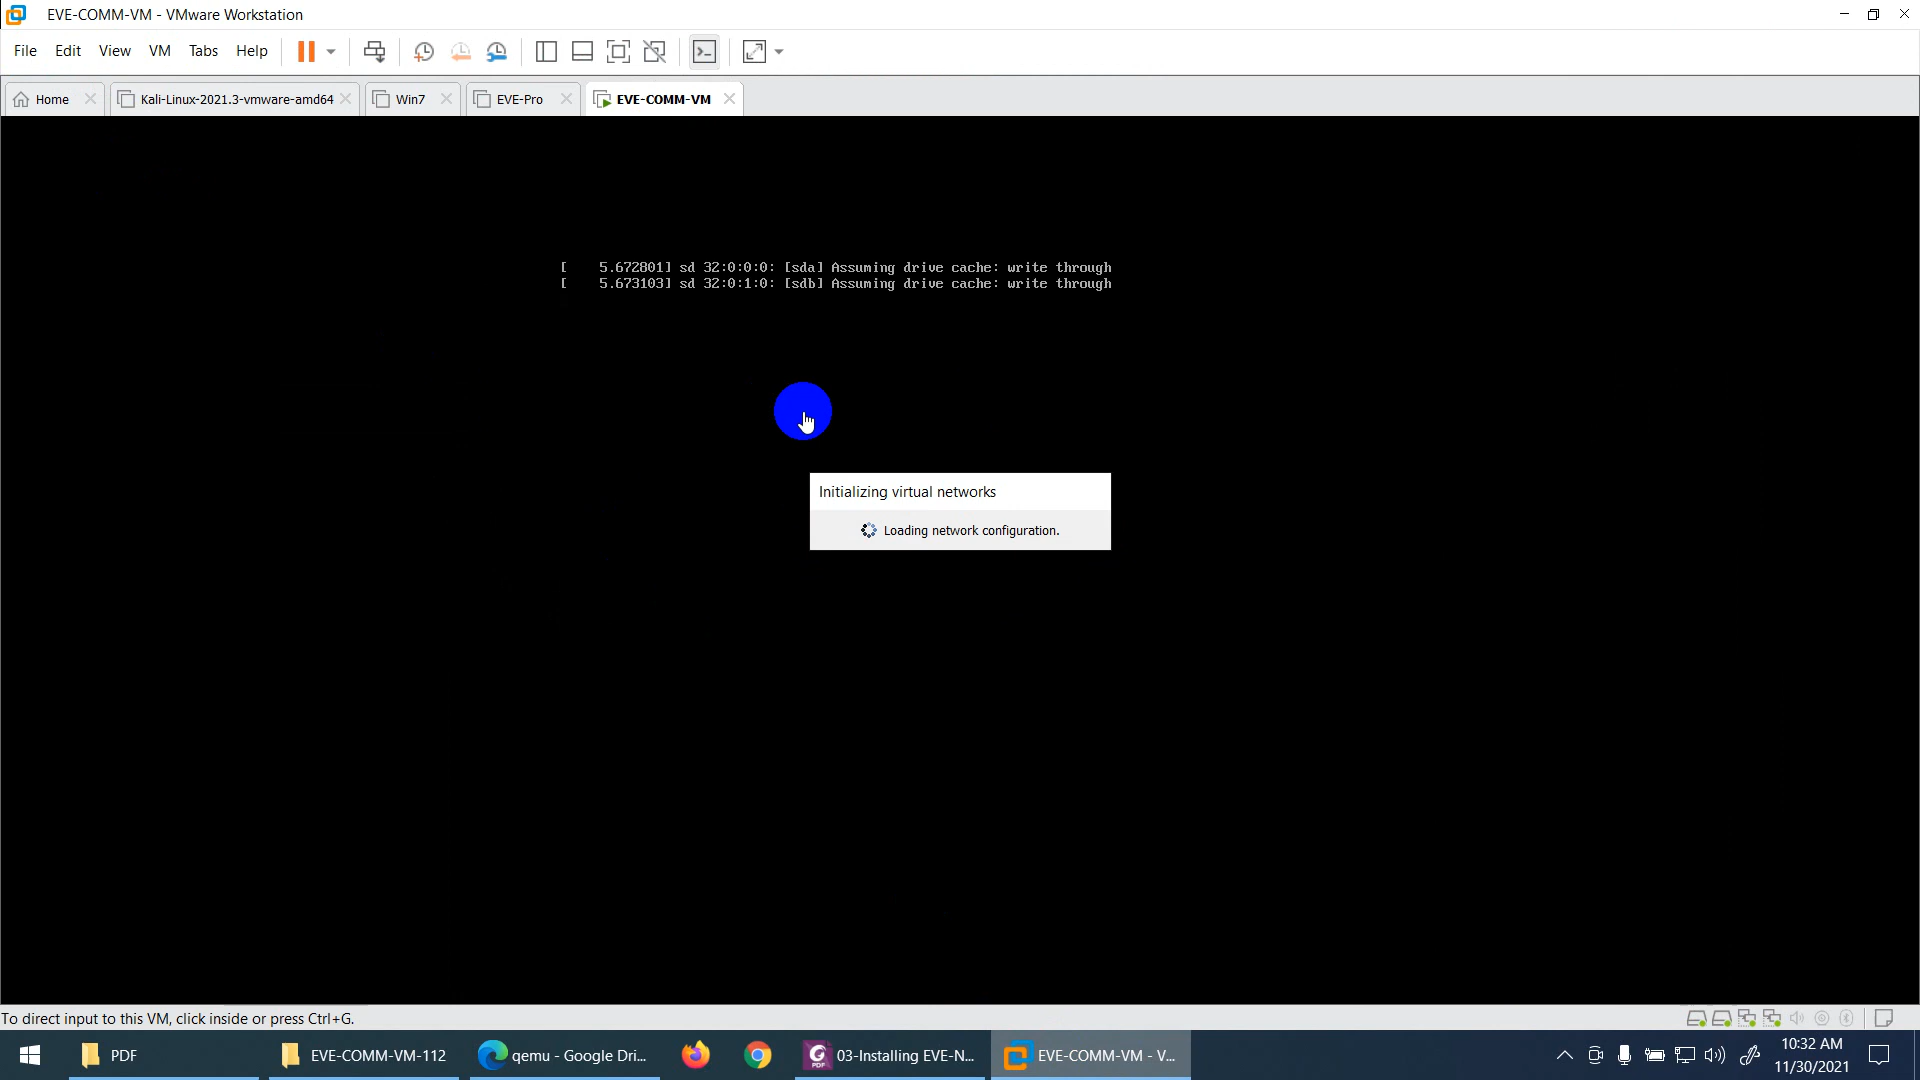 EVE-COMM-VM - VMware Workstation
File Edit View VM Tabs Help
Home Kali-Linux-2021.3-vmware-amd64 Win7 EVE-Pro EVE-COMM-VM
[    5.672801] sd 32:0:0:0: [sda] Assuming drive cache: write through
[    5.673103] sd 32:0:1:0: [sdb] Assuming drive cache: write through
Initializing virtual networks
Loading network configuration.
To direct input to this VM, click inside or press Ctrl+G.
PDF EVE-COMM-VM-112 qemu - Google Dri... PDF 03-Installing EVE-N... EVE-COMM-VM - V... 10:32 AM
11/30/2021